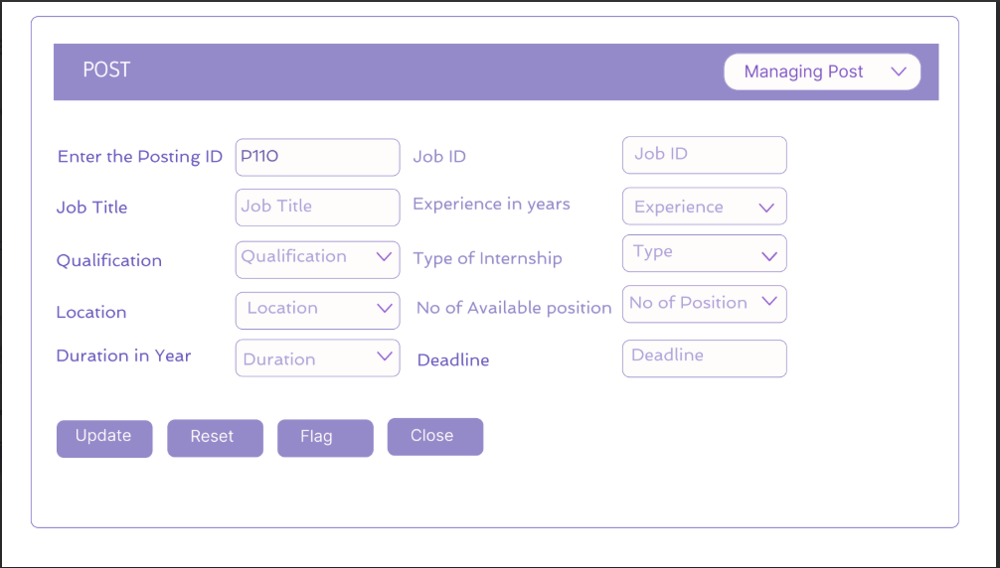 POST
Managing Post
Enter the Posting ID P110 Job ID Job ID
Job Title Job Title Experience in years Experience
Qualification Qualification Type of Internship Type
Location Location No of Available position No of Position
Duration in Year Duration Deadline Deadline
Update Reset Flag Close